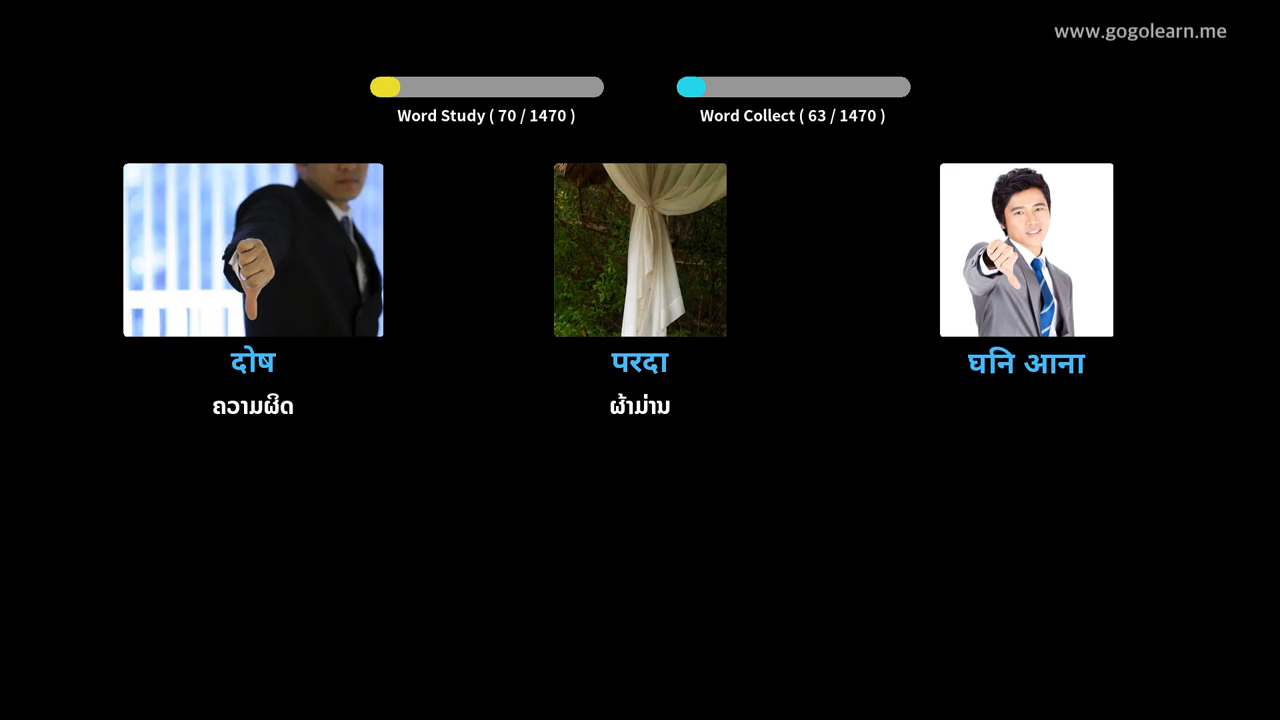 www.gogolearn.me
Word Study ( 70 / 1470 )
Word Collect ( 63 / 1470 )
दोष
ຄວາມຜິດ
परदा
ຜ້າມ່ານ
घनि आना